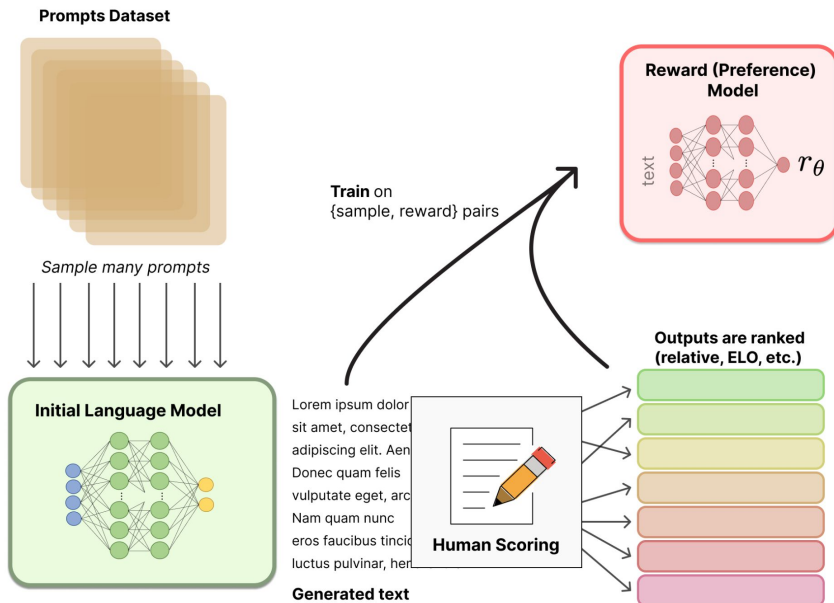 Prompts Dataset
Sample many prompts
Initial Language Model
Train on
{sample, reward} pairs
Reward (Preference)
Model
text
rθ
Lorem ipsum dolor
sit amet, consectet
adipiscing elit. Aen
Donec quam felis
vulputate eget, arc
Nam quam nunc
eros faucibus tincid
luctus pulvinar, her
Generated text
Human Scoring
Outputs are ranked
(relative, ELO, etc.)